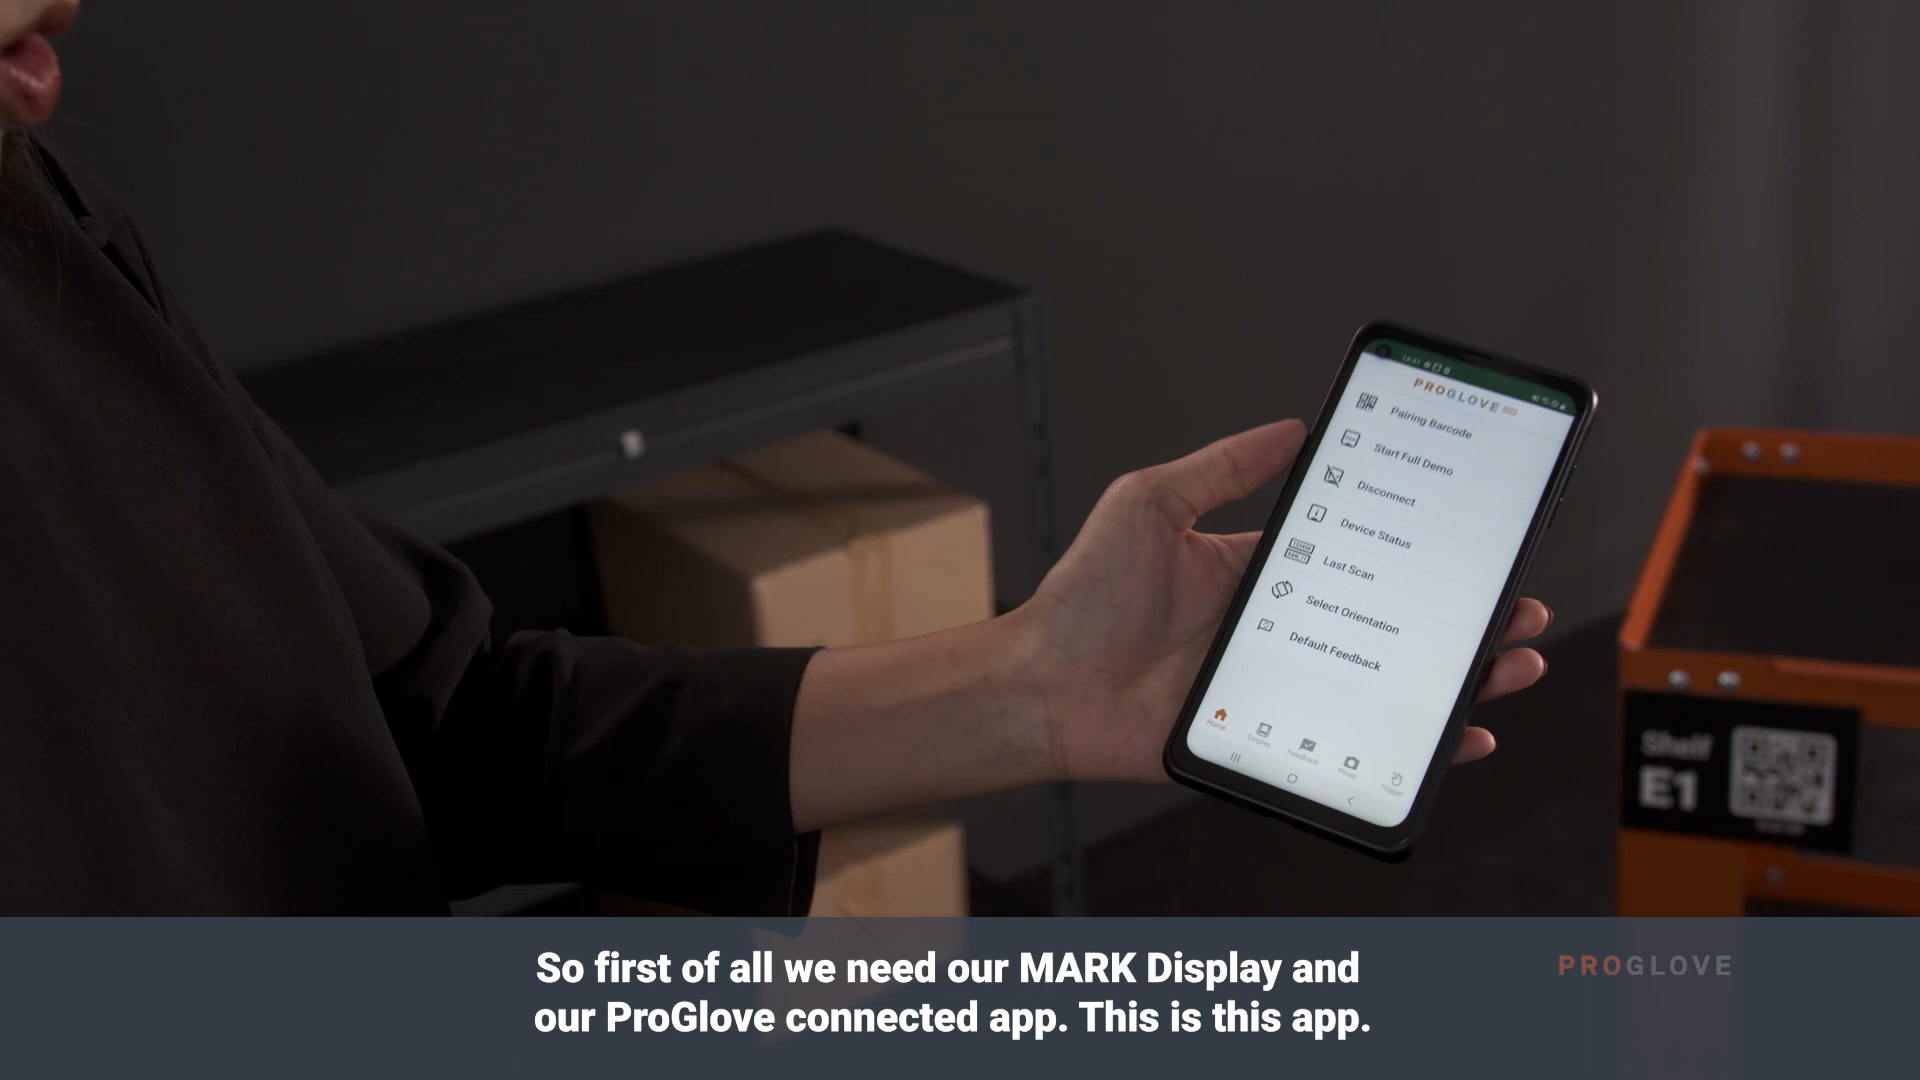 PROGLOVE
Pairing Barcode
Start Full Demo
Disconnect
Device Status
Last Scan
Select Orientation
Default Feedback
Home
Display
Feedback
Photo
Trigger
Shelf
E1
So first of all we need our MARK Display and
our ProGlove connected app. This is this app.
PROGLOVE